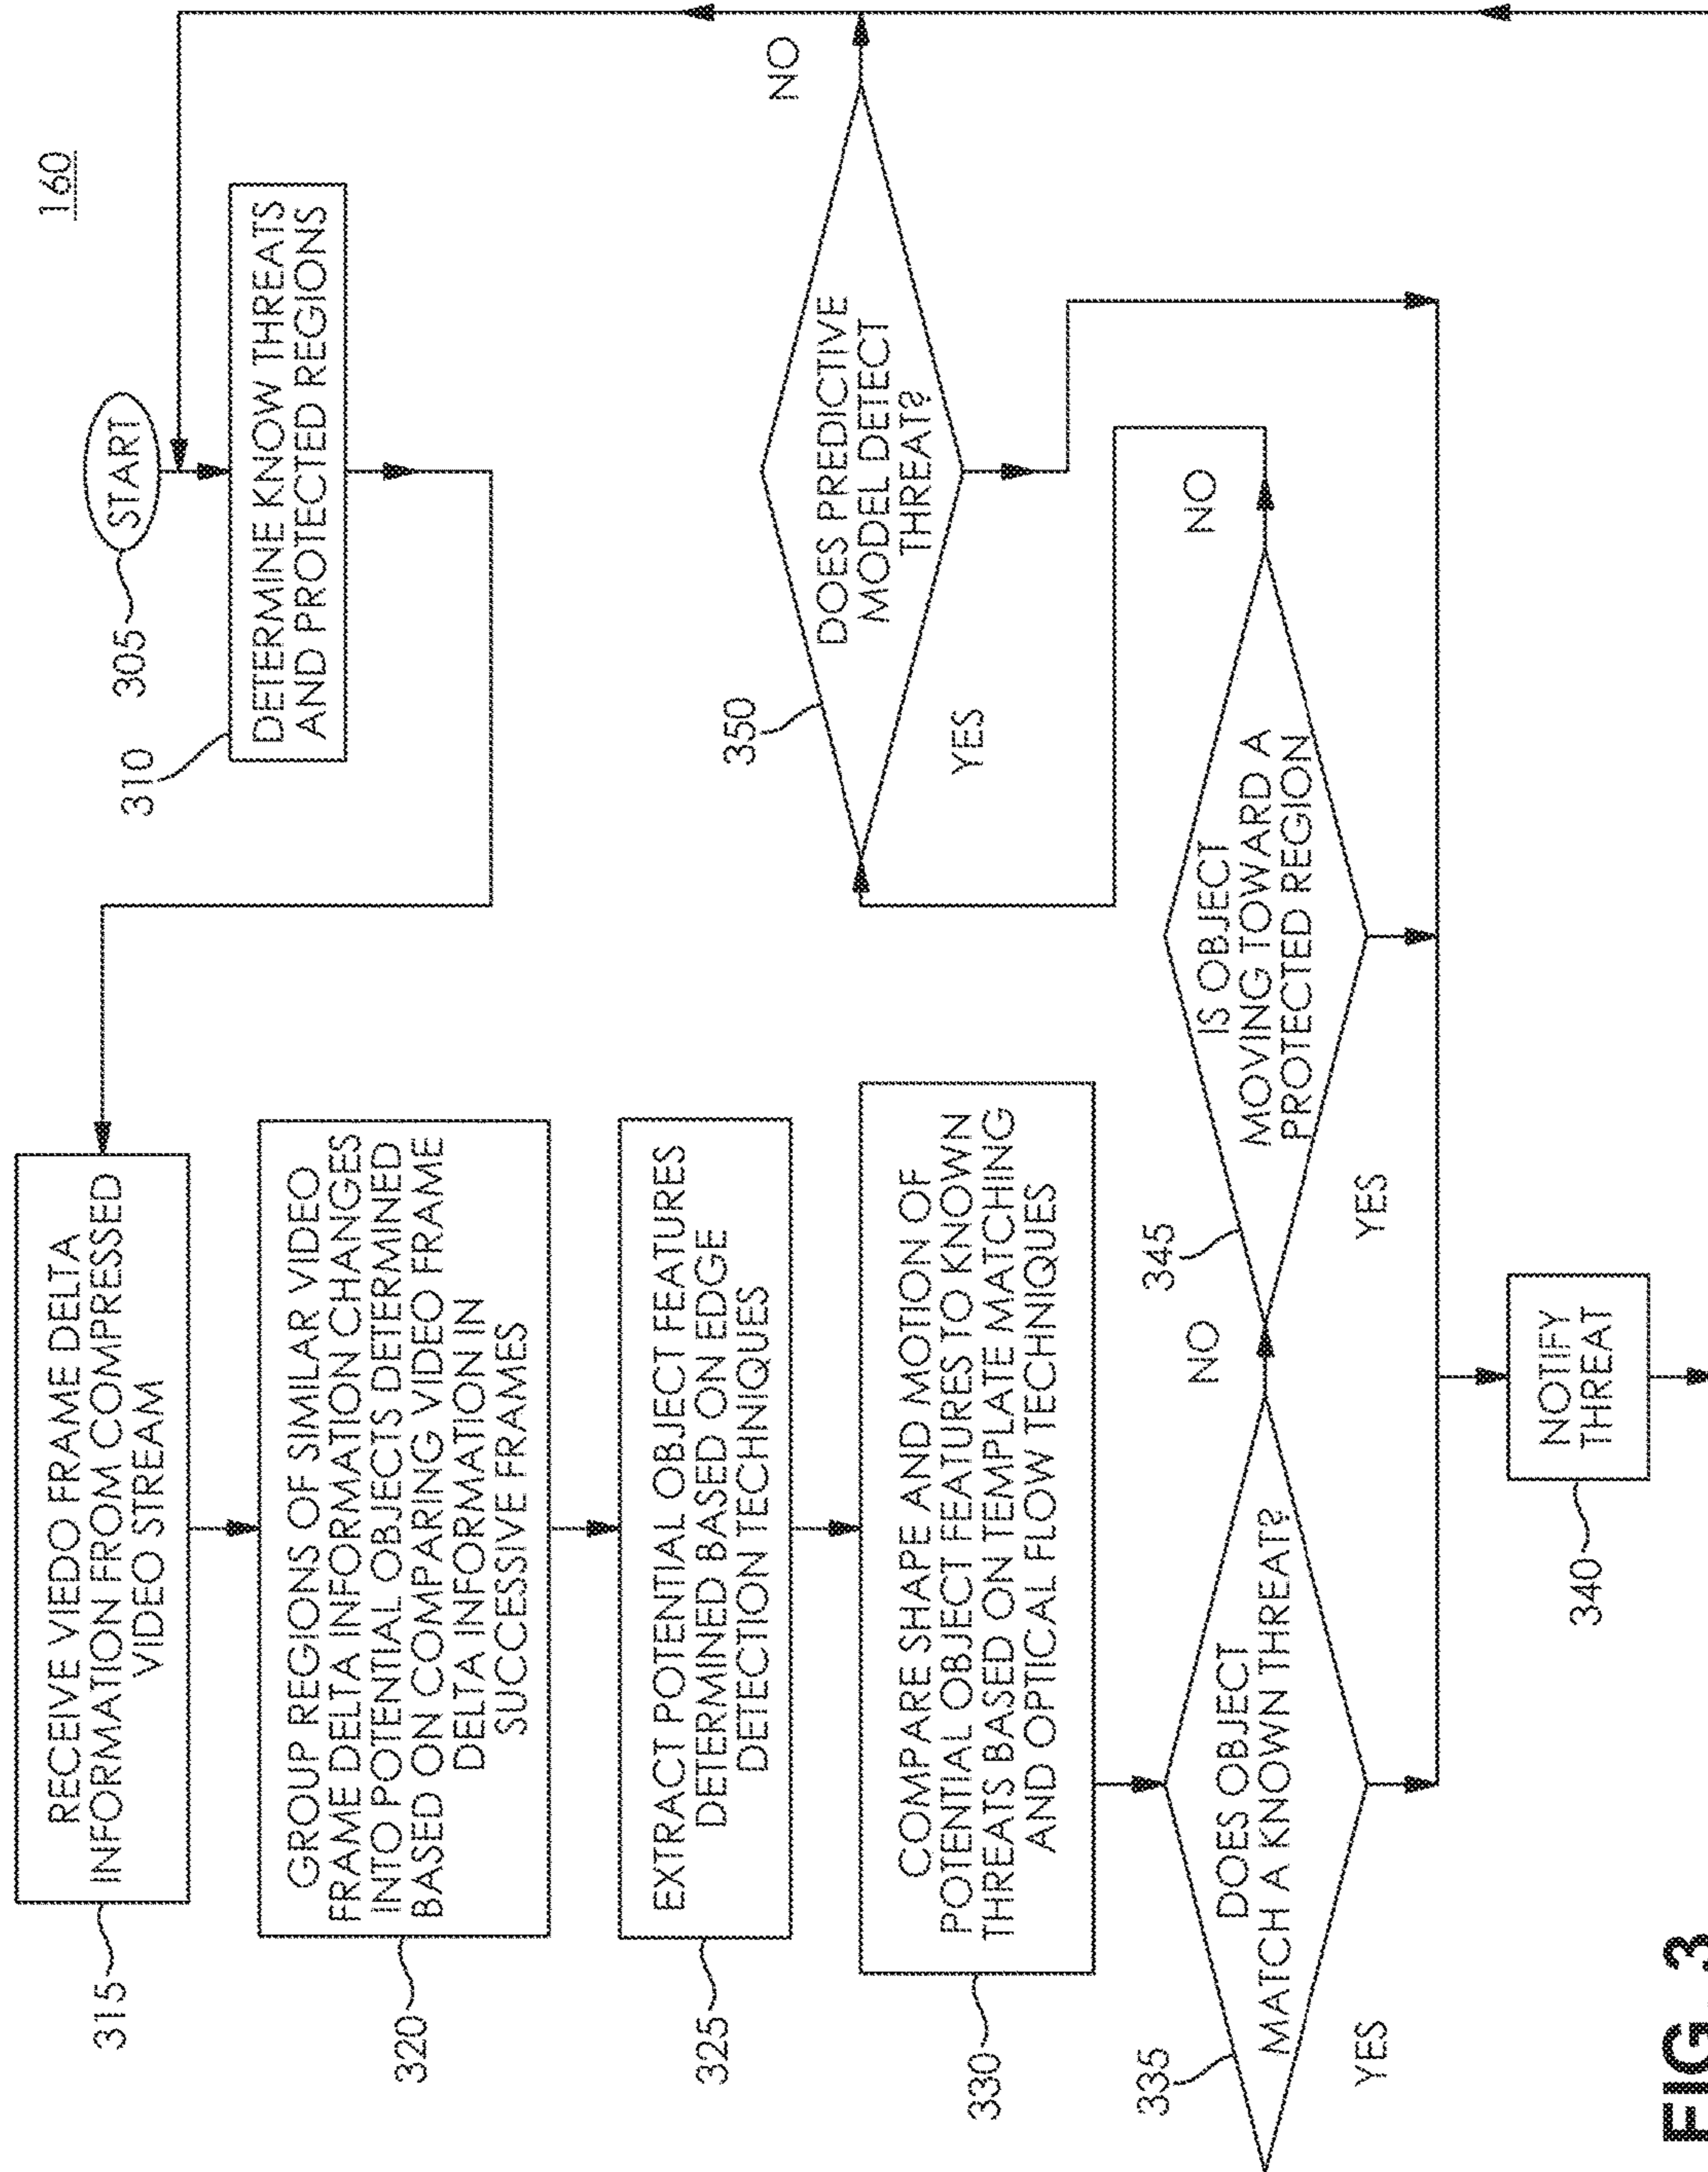 160
START
305
310
DETERMINE KNOW THREATS
AND PROTECTED REGIONS
315
RECEIVE VIEDO FRAME DELTA
INFORMATION FROM COMPRESSED
VIDEO STREAM
320
GROUP REGIONS OF SIMILAR VIDEO
FRAME DELTA INFORMATION CHANGES
INTO POTENTIAL OBJECTS DETERMINED
BASED ON COMPARING VIDEO FRAME
DELTA INFORMATION IN
SUCCESSIVE FRAMES
325
EXTRACT POTENTIAL OBJECT FEATURES
DETERMINED BASED ON EDGE
DETECTION TECHNIQUES
330
COMPARE SHAPE AND MOTION OF
POTENTIAL OBJECT FEATURES TO KNOWN
THREATS BASED ON TEMPLATE MATCHING
AND OPTICAL FLOW TECHNIQUES
335
DOES OBJECT
MATCH A KNOWN THREAT?
YES
NO
345
IS OBJECT
MOVING TOWARD A
PROTECTED REGION
YES
NO
350
DOES PREDICTIVE
MODEL DETECT
THREAT?
YES
NO
340
NOTIFY
THREAT
FIG. 3